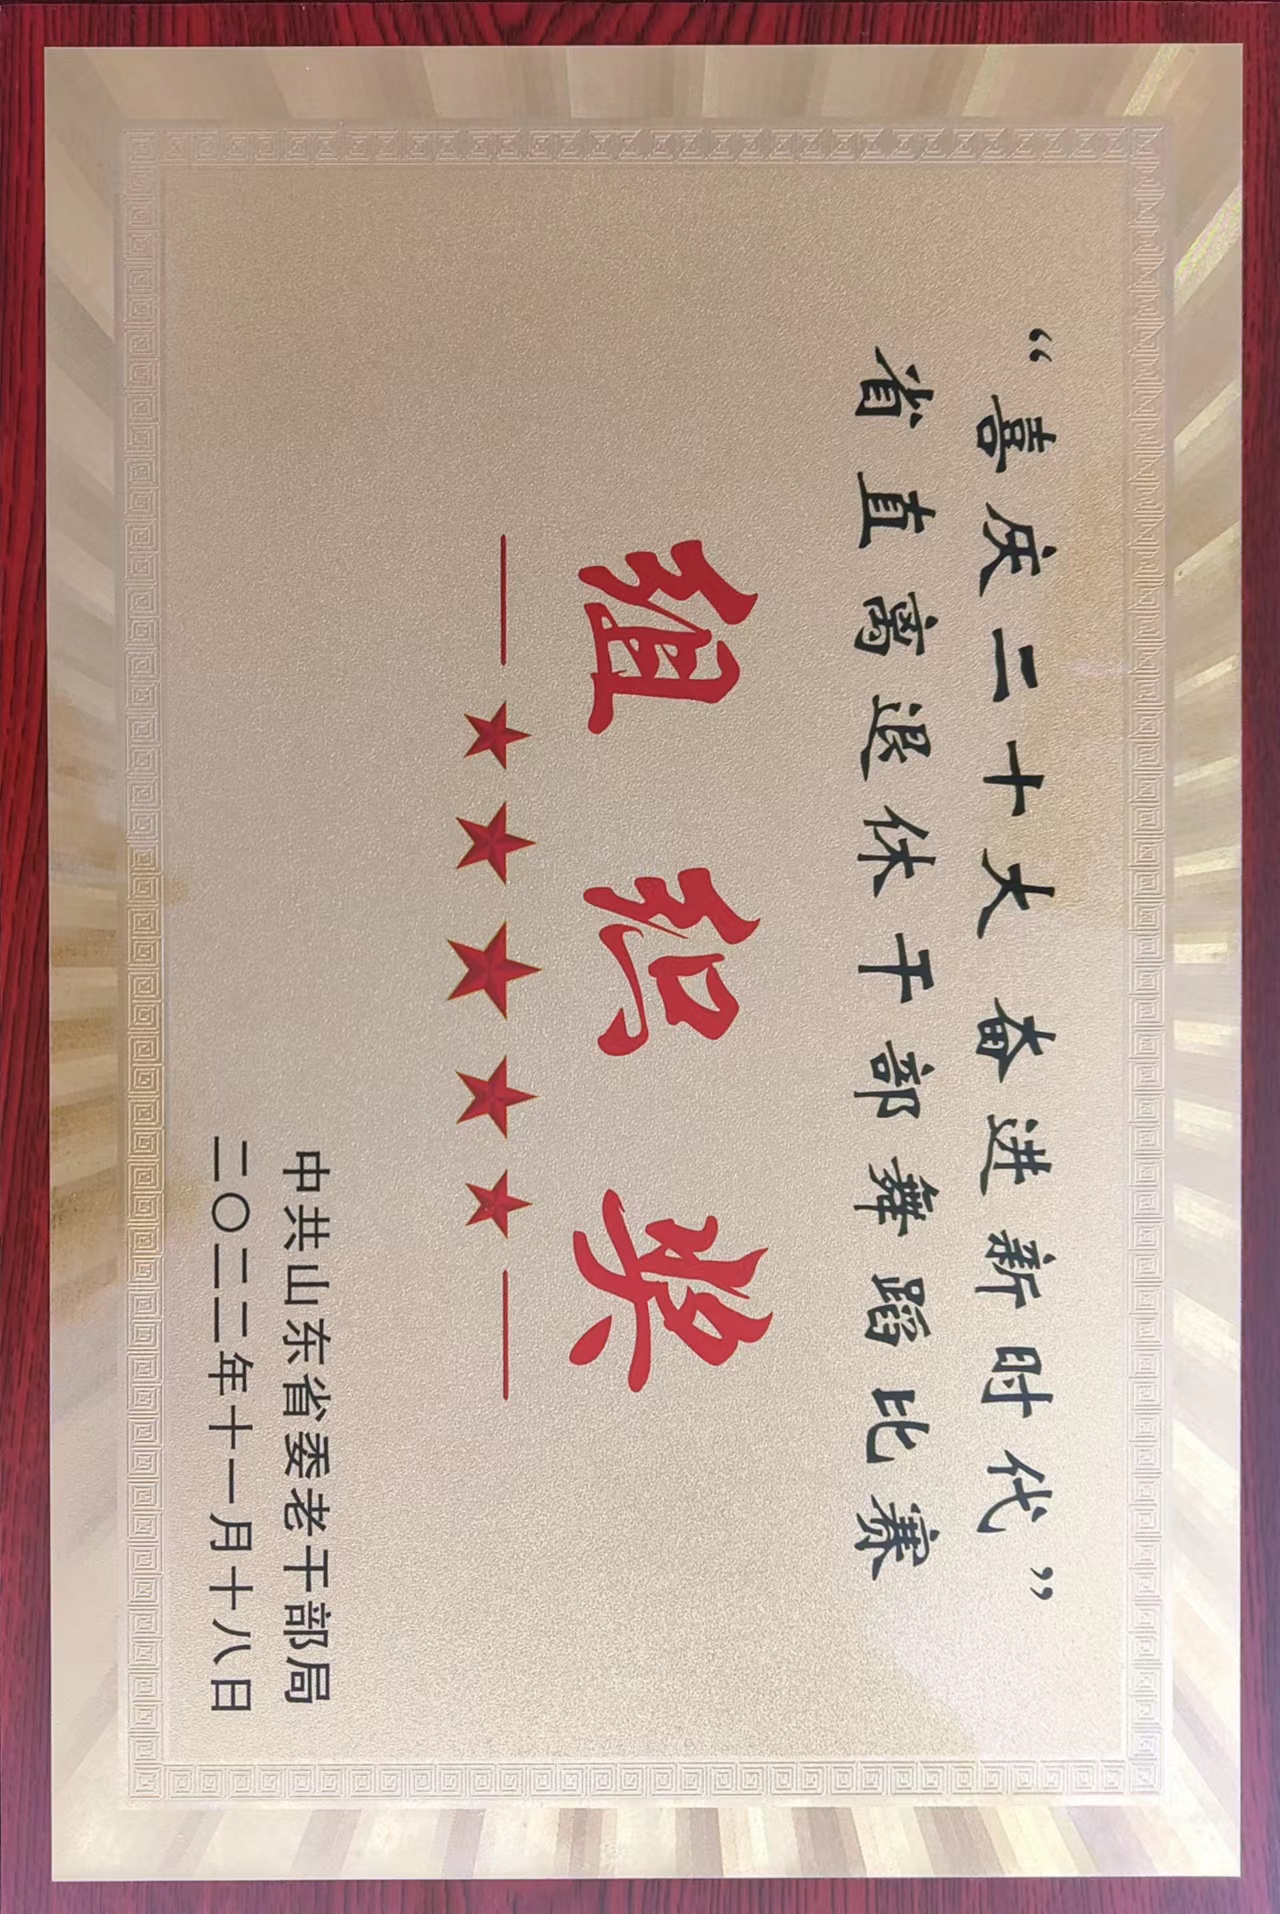 “喜庆二十大 奋进新时代”
省直离退休干部舞蹈比赛
组织奖
中共山东省委老干部局
二〇二二年十一月十八日